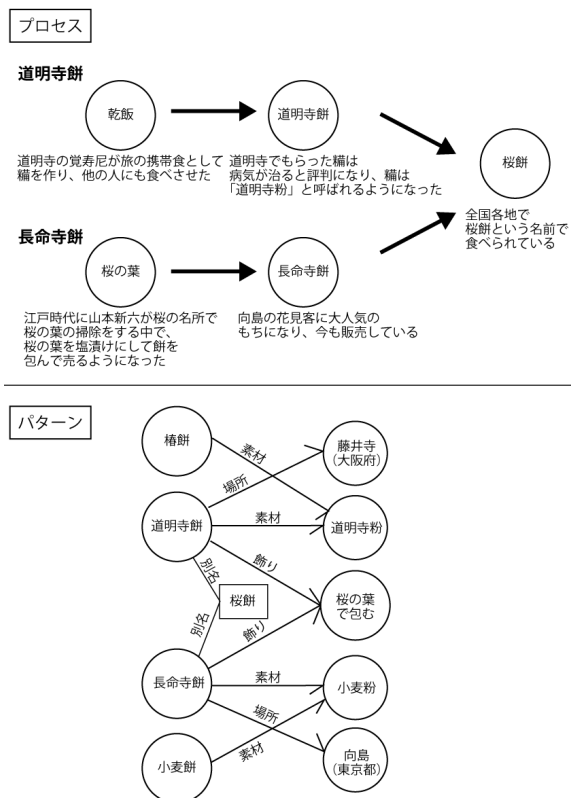 プロセス
道明寺餅
乾飯
道明寺餅
桜餅
道明寺の覚寿尼が旅の携帯食として
糒を作り、他の人にも食べさせた
道明寺でもらった糒は
病気が治ると評判になり、糒は
「道明寺粉」と呼ばれるようになった
全国各地で
桜餅という名前で
食べられている
長命寺餅
桜の葉
長命寺餅
江戸時代に山本新六が桜の名所で
桜の葉の掃除をする中で、
桜の葉を塩漬けにして餅を
包んで売るようになった
向島の花見客に大人気の
もちになり、今も販売している
パターン
椿餅
素材
藤井寺
（大阪府）
場所
道明寺餅
素材
道明寺粉
飾り
別名
桜餅
桜の葉
で包む
別名
飾り
長命寺餅
素材
小麦粉
場所
素材
小麦餅
向島
（東京都）